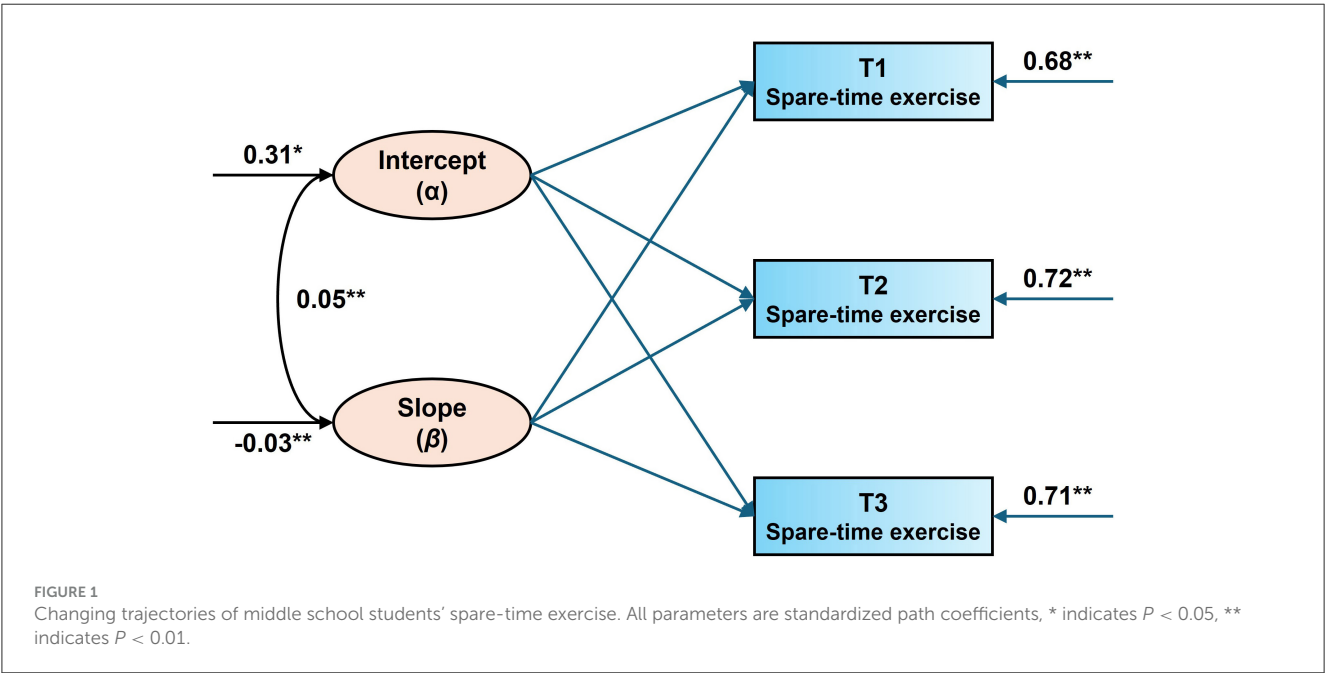 T1
Spare-time exercise
0.68**
0.31*
Intercept
(α)
0.05**
T2
Spare-time exercise
0.72**
Slope
(β)
-0.03**
T3
Spare-time exercise
0.71**
FIGURE 1
Changing trajectories of middle school students’ spare-time exercise. All parameters are standardized path coefficients, * indicates P < 0.05, **
indicates P < 0.01.